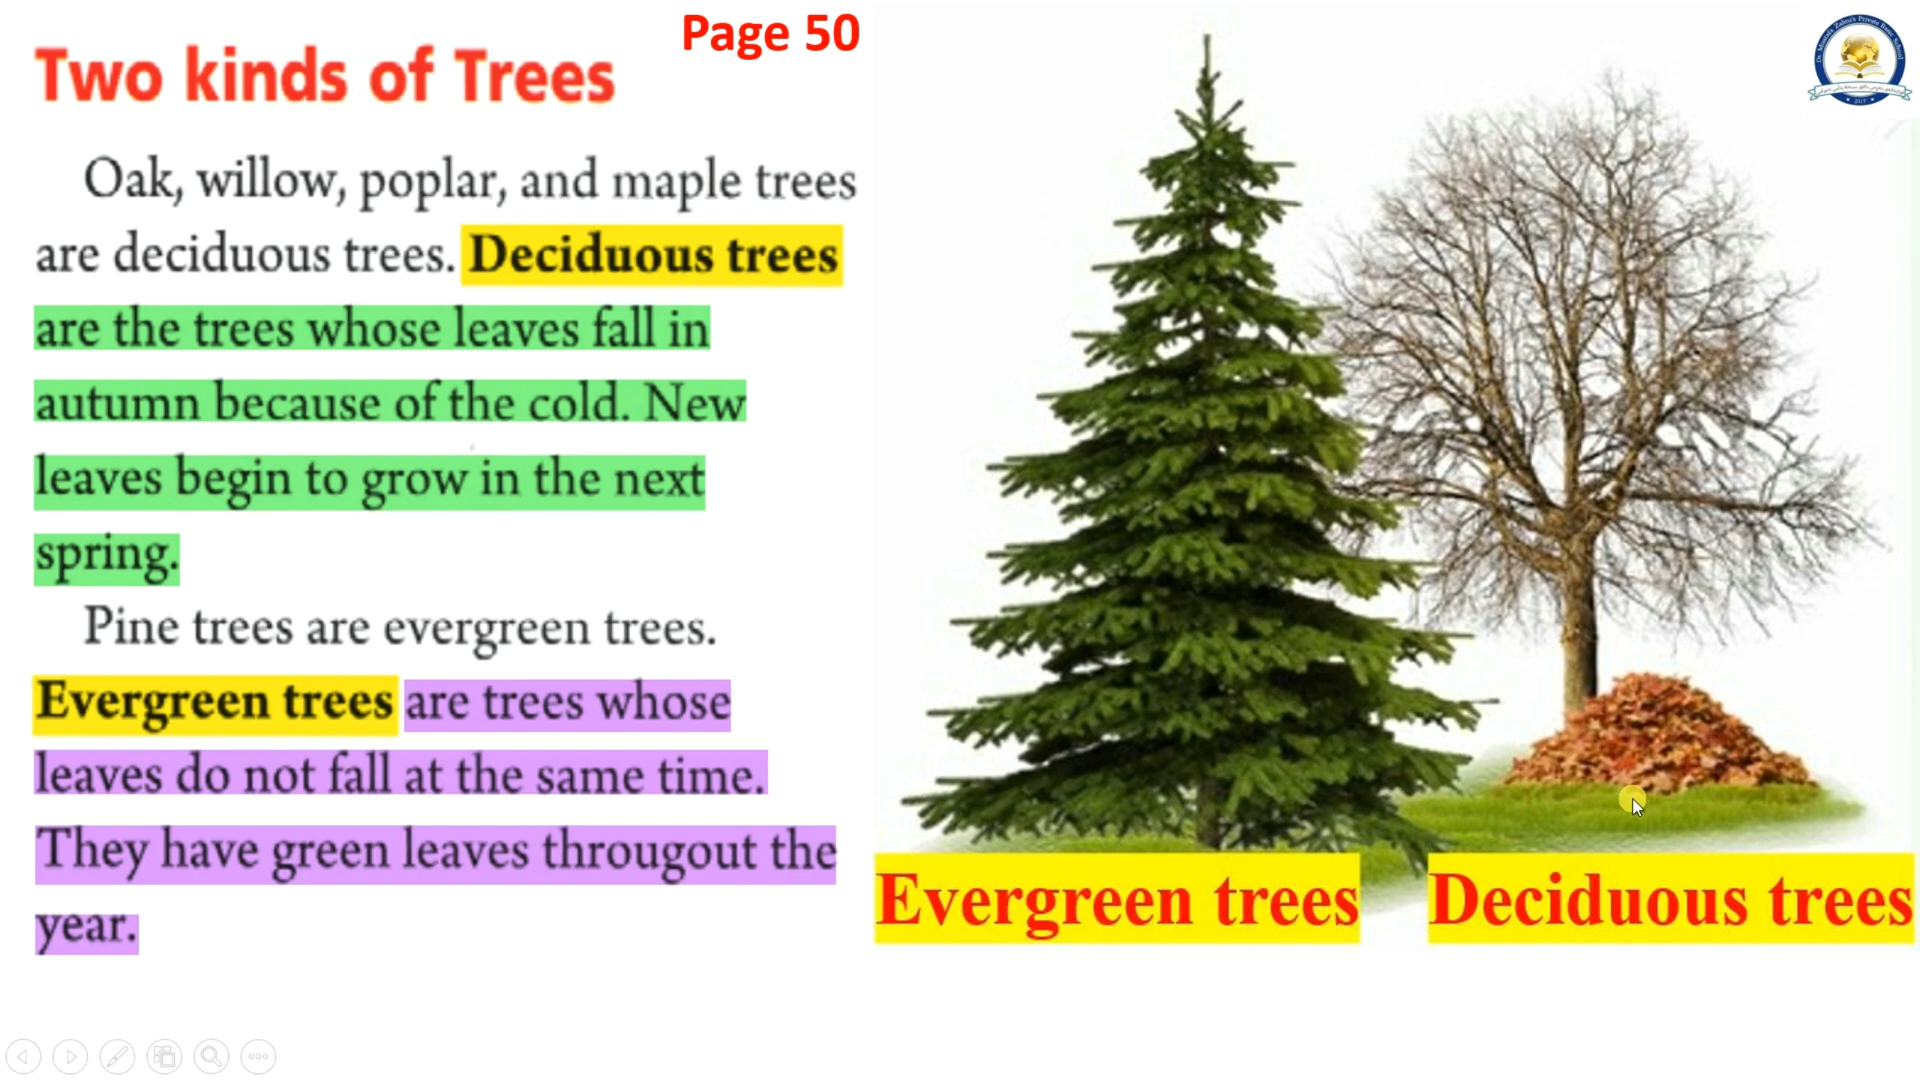 Page 50
Two kinds of Trees
Oak, willow, poplar, and maple trees
are deciduous trees. Deciduous trees
are the trees whose leaves fall in
autumn because of the cold. New
leaves begin to grow in the next
spring.
Pine trees are evergreen trees.
Evergreen trees are trees whose
leaves do not fall at the same time.
They have green leaves througout the
year.
Evergreen trees
Deciduous trees